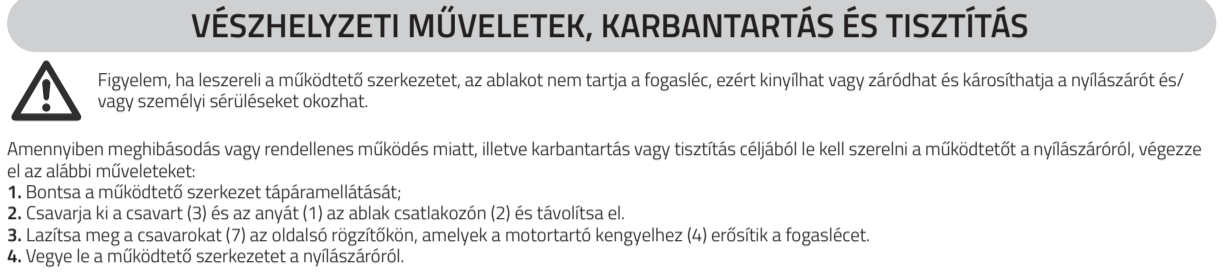 VÉSZHELYZETI MŰVELETEK, KARBANTARTÁS ÉS TISZTÍTÁS
Figyelem, ha leszereli a működtető szerkezetet, az ablakot nem tartja a fogasléc, ezért kinyílhat vagy záródhat és károsíthatja a nyílászárót és/
vagy személyi sérüléseket okozhat.
Amennyiben meghibásodás vagy rendellenes működés miatt, illetve karbantartás vagy tisztítás céljából le kell szerelni a működtetőt a nyílászáróról, végezze
el az alábbi műveleteket:
1. Bontsa a működtető szerkezet tápáramellátását;
2. Csavarja ki a csavart (3) és az anyát (1) az ablak csatlakozón (2) és távolítsa el.
3. Lazítsa meg a csavarokat (7) az oldalsó rögzítőkön, amelyek a motortartó kengyelhez (4) erősítik a fogaslécet.
4. Vegye le a működtető szerkezetet a nyílászáróról.